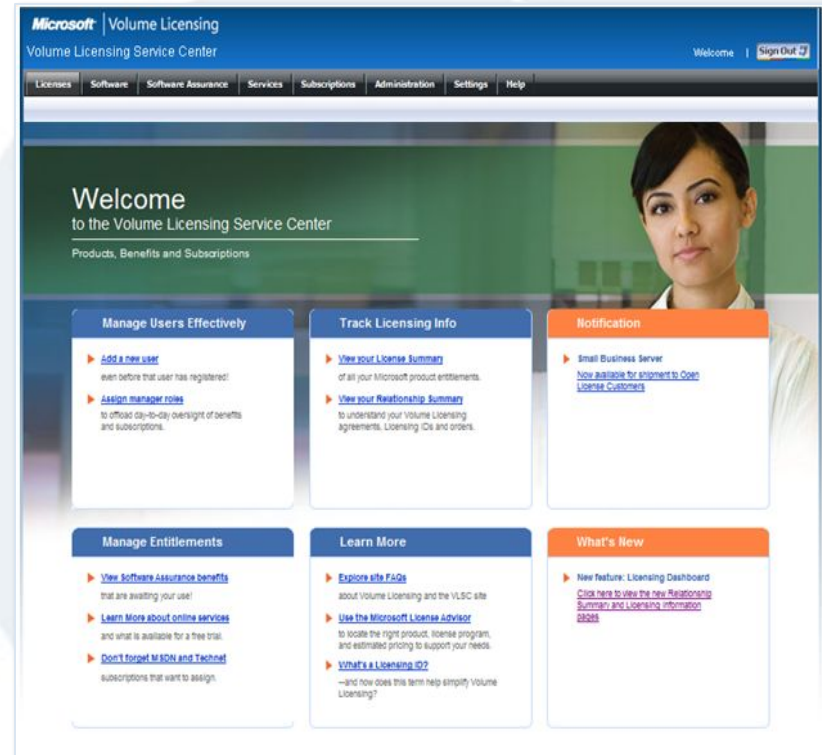 Microsoft | Volume Licensing
Volume Licensing Service Center
Welcome | Sign Out
Licenses Software Software Assurance Services Subscriptions Administration Settings Help
Welcome
to the Volume Licensing Service Center
Products, Benefits and Subscriptions
Manage Users Effectively
Add a new user
even before that user has registered!
Assign manager roles
to offload day-to-day oversight of benefits
and subscriptions.
Track Licensing Info
View your License Summary
of all your Microsoft product entitlements.
View your Relationship Summary
to understand your Volume Licensing
agreements, Licensing IDs and orders.
Notification
Small Business Server
Now available for shipment to Open
License Customers
Manage Entitlements
View Software Assurance benefits
that are awaiting your use!
Learn More about online services
and what is available for a free trial.
Don't forget MSDN and Technet
subscriptions that want to assign.
Learn More
Explore site FAQs
about Volume Licensing and the VLSC site
Use the Microsoft License Advisor
to locate the right product, license program,
and estimated pricing to support your needs.
What's a Licensing ID?
—and how does this term help simplify Volume
Licensing?
What's New
New feature: Licensing Dashboard
Click here to view the new Relationship
Summary and Licensing Information
pages